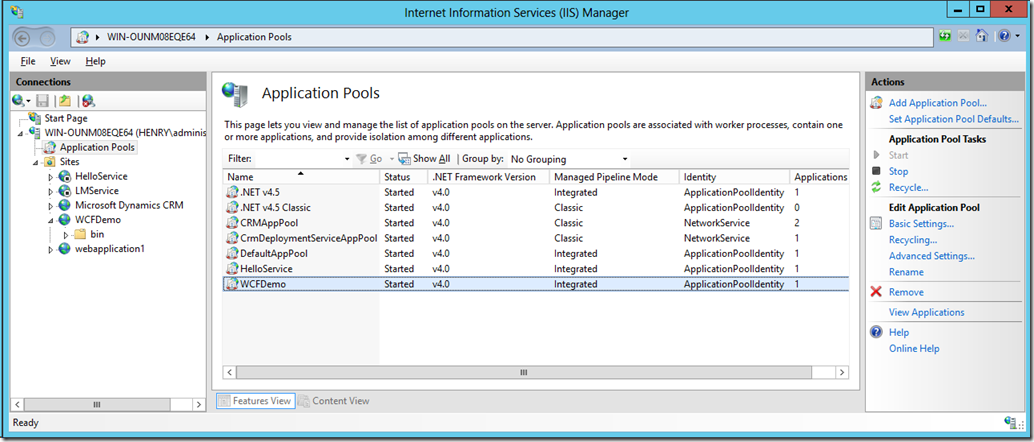 Internet Information Services (IIS) Manager
WIN-OUNM08EQE64 Application Pools
File View Help
Connections
Start Page
WIN-OUNM08EQE64 (HENRY\adminis
Application Pools
Sites
HelloService
LMService
Microsoft Dynamics CRM
WCFDemo
bin
webapplication1
Application Pools
This page lets you view and manage the list of application pools on the server. Application pools are associated with worker processes, contain one or more applications, and provide isolation among different applications.
Filter: Go Show All Group by: No Grouping
Name Status .NET Framework Version Managed Pipeline Mode Identity Applications
.NET v4.5 Started v4.0 Integrated ApplicationPoolIdentity 1
.NET v4.5 Classic Started v4.0 Classic ApplicationPoolIdentity 0
CRMAppPool Started v4.0 Classic NetworkService 2
CrmDeploymentServiceAppPool Started v4.0 Classic NetworkService 1
DefaultAppPool Started v4.0 Integrated ApplicationPoolIdentity 1
HelloService Started v4.0 Integrated ApplicationPoolIdentity 1
WCFDemo Started v4.0 Integrated ApplicationPoolIdentity 1
Features View Content View
Actions
Add Application Pool...
Set Application Pool Defaults...
Application Pool Tasks
Start
Stop
Recycle...
Edit Application Pool
Basic Settings...
Recycling...
Advanced Settings...
Rename
Remove
View Applications
Help
Online Help
Ready